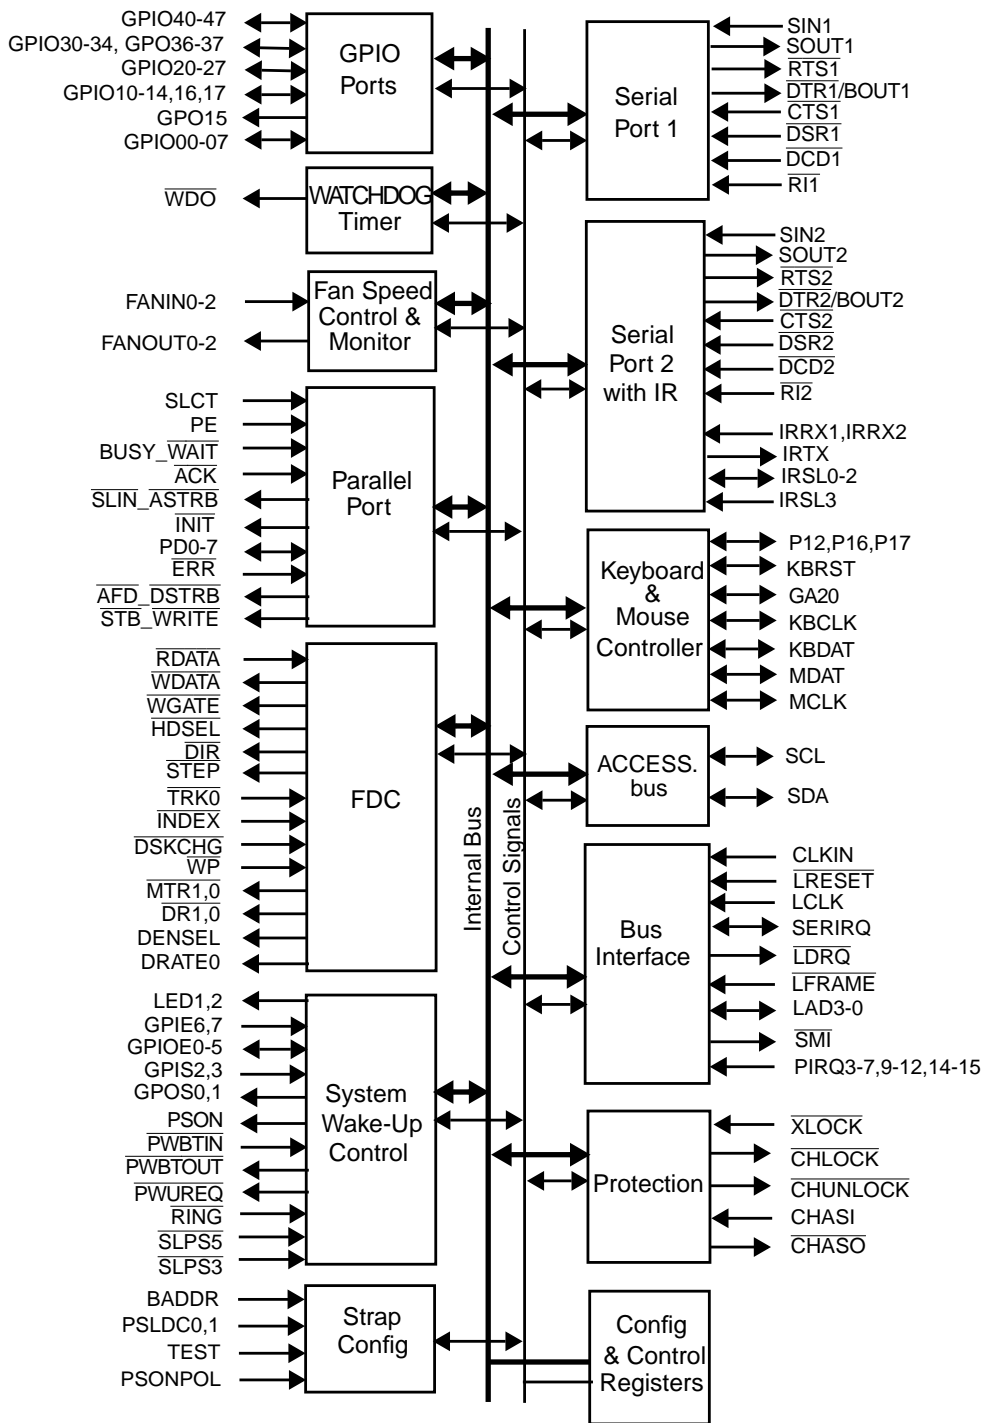 GPIO40-47
GPIO30-34, GPO36-37
GPIO20-27
GPIO10-14,16,17
GPO15
GPIO00-07
GPIO
Ports
WDO
WATCHDOG
Timer
FANIN0-2
FANOUT0-2
Fan Speed
Control &
Monitor
SLCT
PE
BUSY_WAIT
ACK
SLIN_ASTRB
INIT
PD0-7
ERR
AFD_DSTRB
STB_WRITE
Parallel
Port
RDATA
WDATA
WGATE
HDSEL
DIR
STEP
TRK0
INDEX
DSKCHG
WP
MTR1,0
DR1,0
DENSEL
DRATE0
FDC
LED1,2
GPIE6,7
GPIOE0-5
GPIS2,3
GPOS0,1
PSON
PWBTIN
PWBTOUT
PWUREQ
RING
SLPS5
SLPS3
System
Wake-Up
Control
BADDR
PSLDC0,1
TEST
PSONPOL
Strap
Config
Internal Bus
Control Signals
Serial
Port 1
SIN1
SOUT1
RTS1
DTR1/BOUT1
CTS1
DSR1
DCD1
RI1
Serial
Port 2
with IR
SIN2
SOUT2
RTS2
DTR2/BOUT2
CTS2
DSR2
DCD2
RI2
IRRX1,IRRX2
IRTX
IRSL0-2
IRSL3
Keyboard
&
Mouse
Controller
P12,P16,P17
KBRST
GA20
KBCLK
KBDAT
MDAT
MCLK
ACCESS.
bus
SCL
SDA
Bus
Interface
CLKIN
LRESET
LCLK
SERIRQ
LDRQ
LFRAME
LAD3-0
SMI
PIRQ3-7,9-12,14-15
Protection
XLOCK
CHLOCK
CHUNLOCK
CHASI
CHASO
Config
& Control
Registers